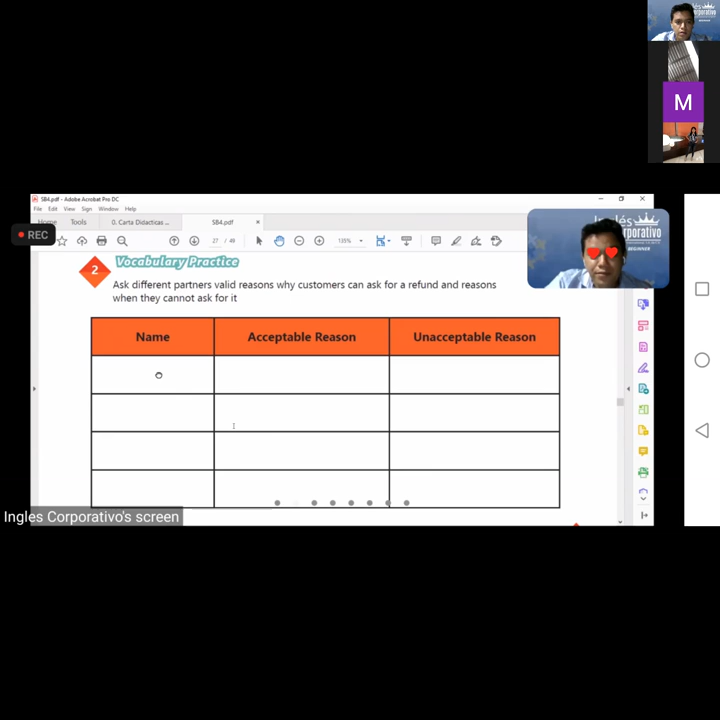 orporativo
M
SB4.pdf - Adobe Acrobat Pro DC
File Edit View Sign Window Help
Home Tools 0. Carta Didacticas ... SB4.pdf ×
REC
27 / 48 135%
Inglés
orporativo
BEGINNER
2 Vocabulary Practice
Ask different partners valid reasons why customers can ask for a refund and reasons
when they cannot ask for it
Name Acceptable Reason Unacceptable Reason
Ingles Corporativo's screen